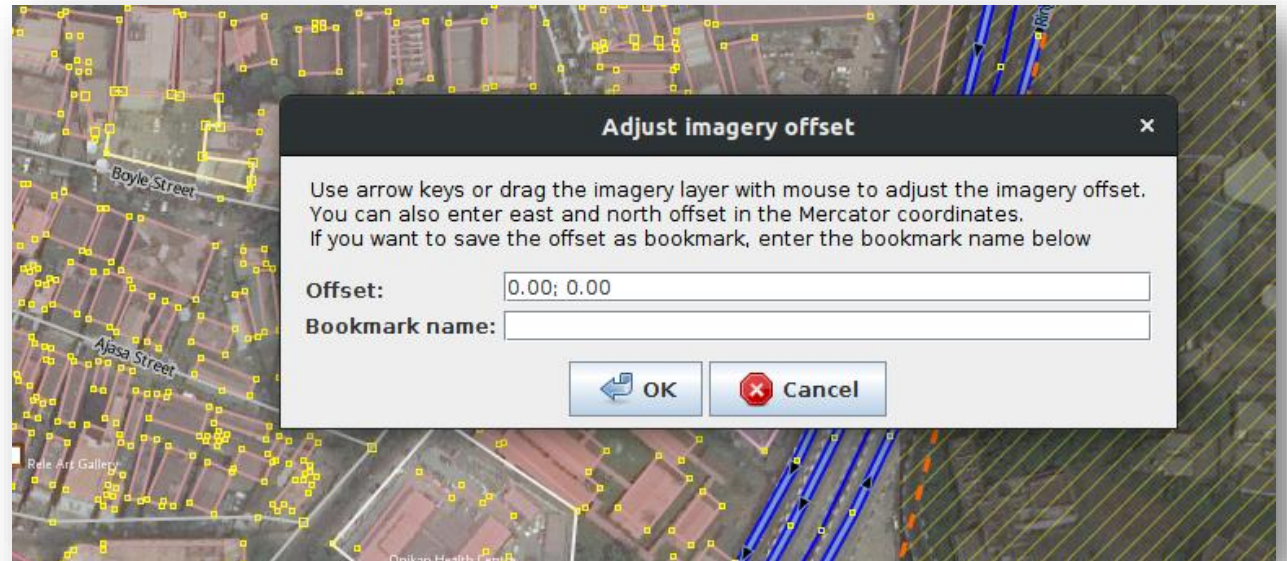 Adjust imagery offset
Use arrow keys or drag the imagery layer with mouse to adjust the imagery offset.
You can also enter east and north offset in the Mercator coordinates.
If you want to save the offset as bookmark, enter the bookmark name below
Offset: 0.00; 0.00
Bookmark name:
OK Cancel
Boyle Street
Ajasa Street
Rele Art Gallery
Onikan Health Centre